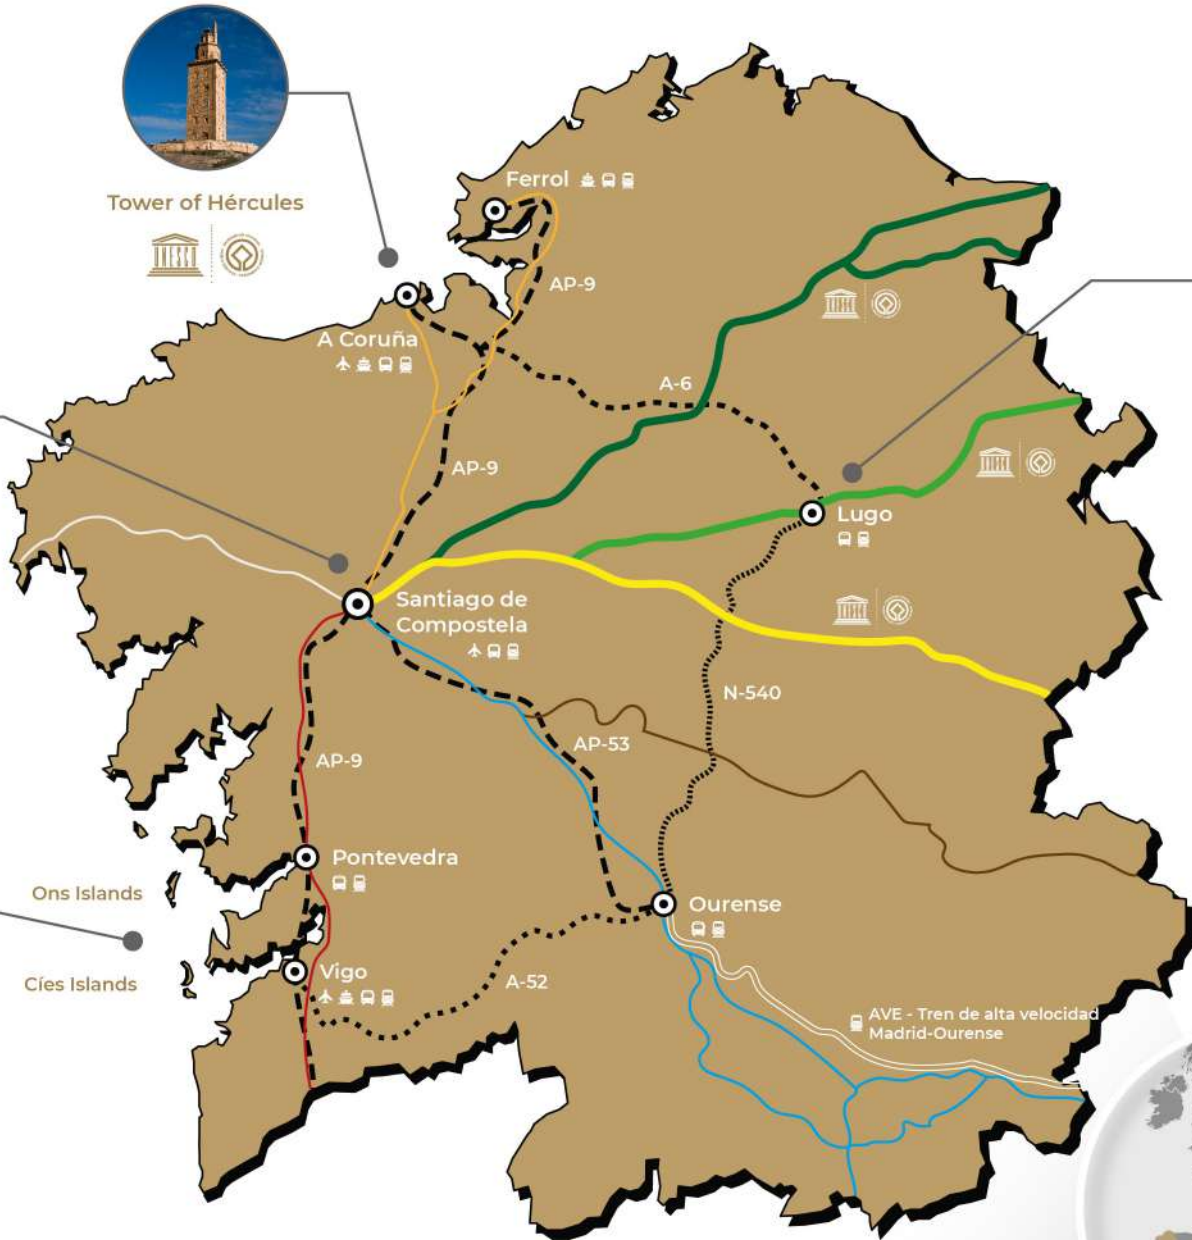 Tower of Hércules
Ferrol
AP-9
A Coruña
A-6
AP-9
Lugo
Santiago de
Compostela
N-540
AP-53
AP-9
Pontevedra
Ons Islands
Ourense
Cíes Islands
Vigo
A-52
AVE - Tren de alta velocidad
Madrid-Ourense